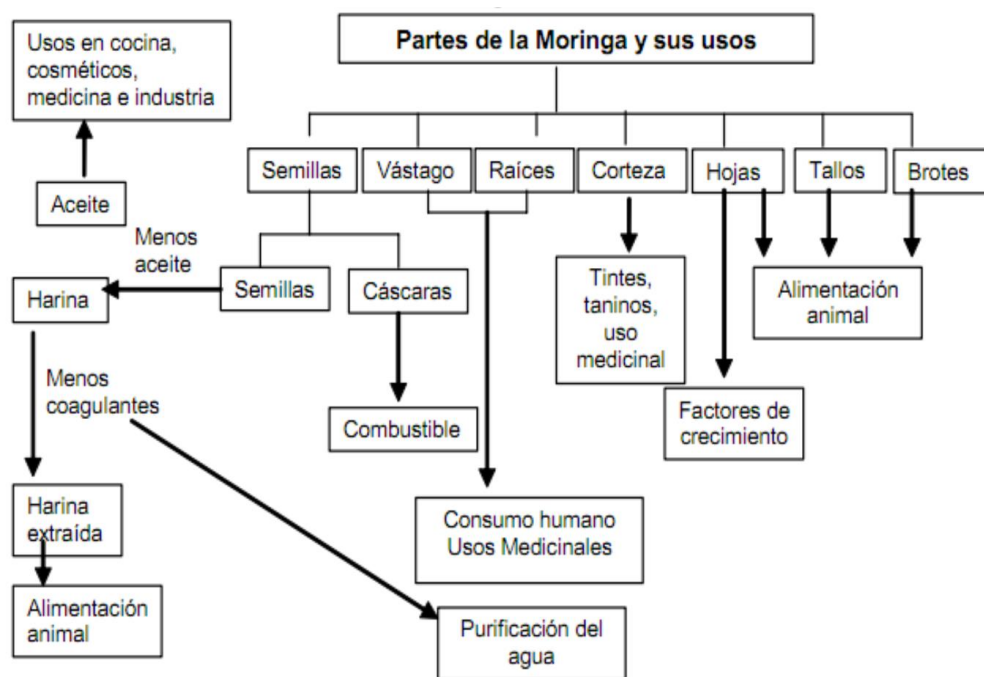 Usos en cocina,
cosméticos,
medicina e industria
Partes de la Moringa y sus usos
Semillas
Vástago
Raíces
Corteza
Hojas
Tallos
Brotes
Aceite
Menos
aceite
Harina
Semillas
Cáscaras
Tintes,
taninos,
uso
medicinal
Alimentación
animal
Menos
coagulantes
Combustible
Factores de
crecimiento
Harina
extraída
Consumo humano
Usos Medicinales
Alimentación
animal
Purificación del
agua